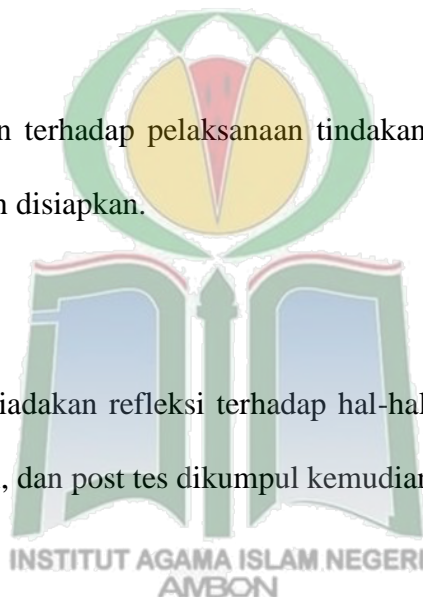 n terhadap pelaksanaan tindakan
n disiapkan.
iadakan refleksi terhadap hal-hal
, dan post tes dikumpul kemudian
INSTITUT AGAMA ISLAM NEGERI
AMBON